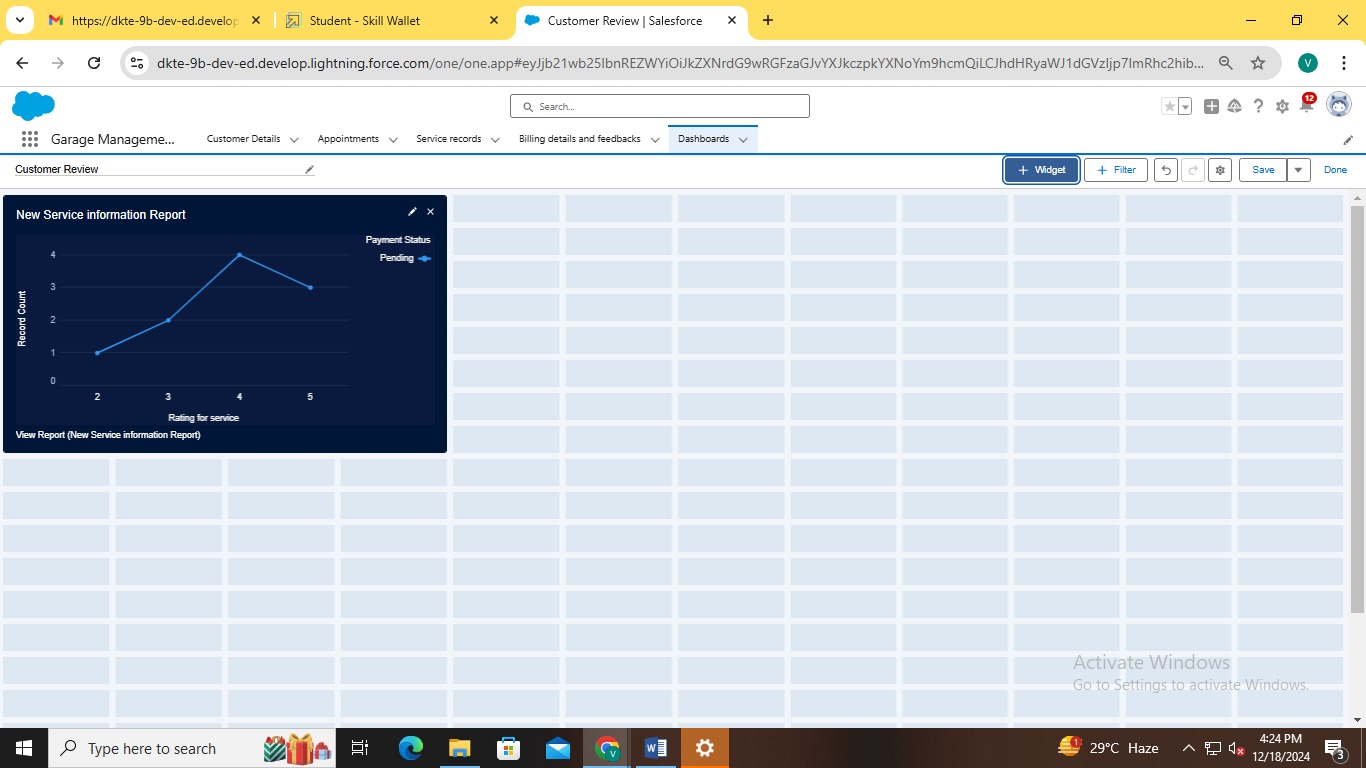 https://dkte-9b-dev-ed.develop
Student - Skill Wallet
Customer Review | Salesforce
dkte-9b-dev-ed.develop.lightning.force.com/one/one.app#eyJjb21wb25lbnREZWYiOiJkZXNrdG9wRGFzaGJvYXJkczpkYXNoYm9hcmQiLCJhdHRyaWJ1dGVzIjp7ImRhc2hib...
V
Search...
12
Garage Manageme...
Customer Details
Appointments
Service records
Billing details and feedbacks
Dashboards
Customer Review
+ Widget
+ Filter
Save
Done
New Service information Report
Payment Status
Pending
Record Count
4
3
2
1
0
2
3
4
5
Rating for service
View Report (New Service information Report)
Activate Windows
Go to Settings to activate Windows.
Type here to search
29°C Haze
4:24 PM
12/18/2024
3